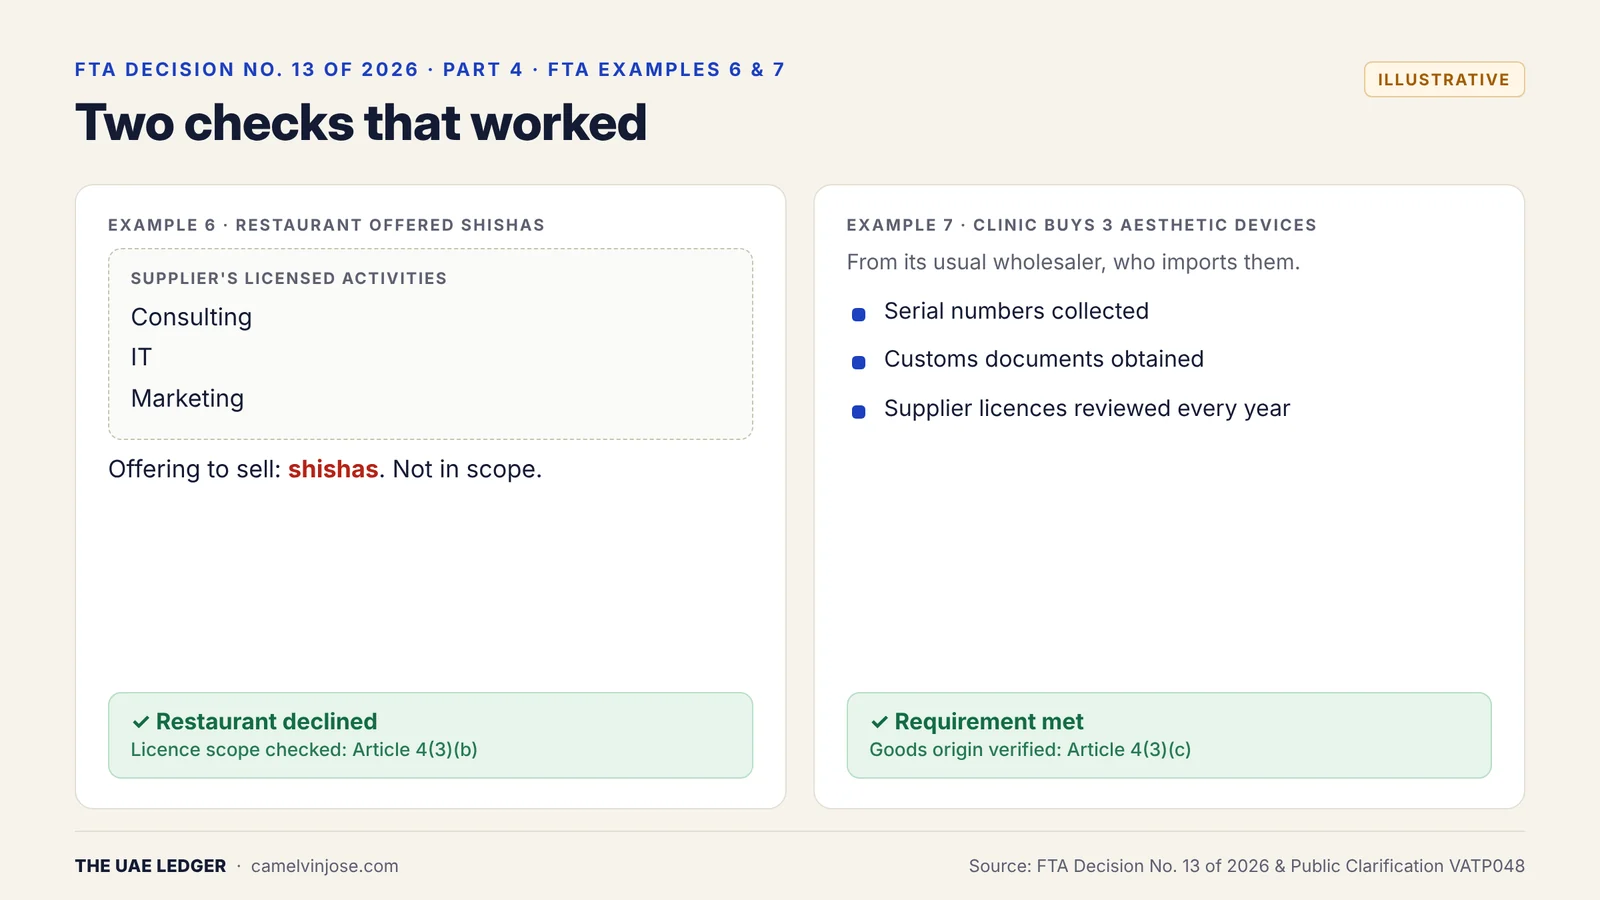 FTA DECISION NO. 13 OF 2026 · PART 4 · FTA EXAMPLES 6 & 7
ILLUSTRATIVE
Two checks that worked
EXAMPLE 6 · RESTAURANT OFFERED SHISHAS
SUPPLIER'S LICENSED ACTIVITIES
Consulting
IT
Marketing
Offering to sell: shishas. Not in scope.
✓ Restaurant declined
Licence scope checked: Article 4(3)(b)
EXAMPLE 7 · CLINIC BUYS 3 AESTHETIC DEVICES
From its usual wholesaler, who imports them.
Serial numbers collected
Customs documents obtained
Supplier licences reviewed every year
✓ Requirement met
Goods origin verified: Article 4(3)(c)
THE UAE LEDGER · camelvinjose.com
Source: FTA Decision No. 13 of 2026 & Public Clarification VATP048